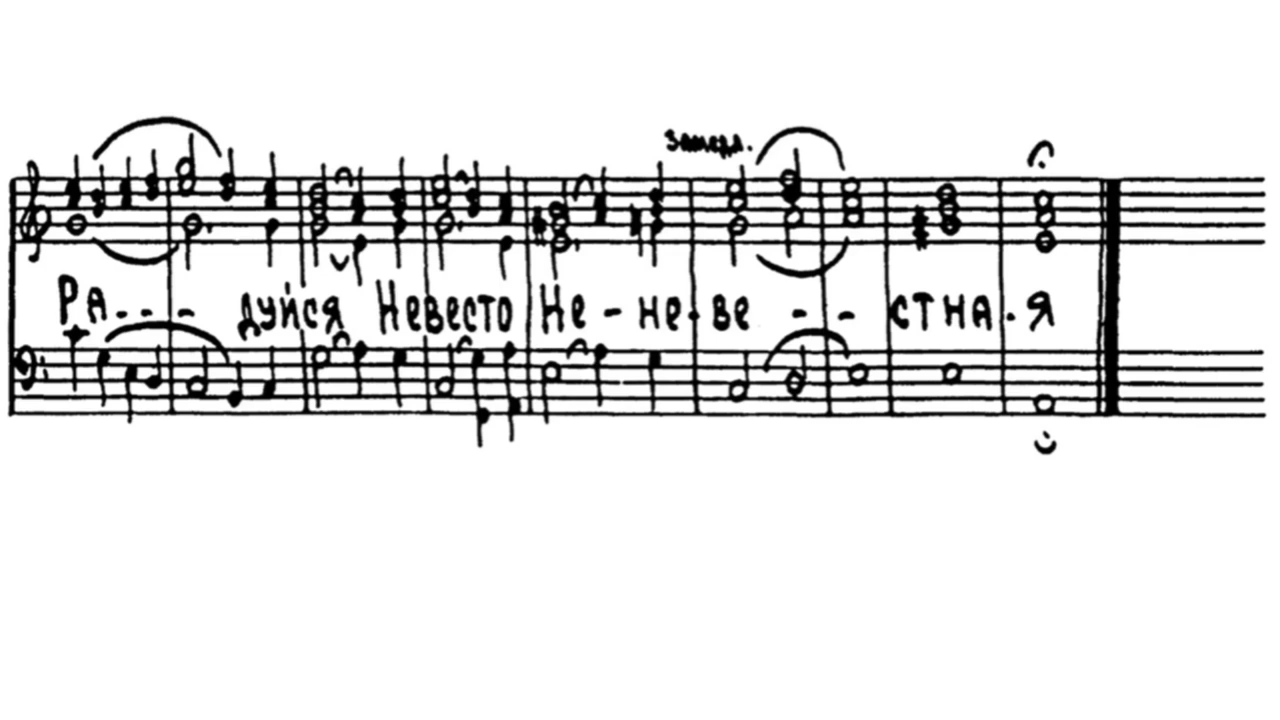 замедл.
Ра - - - дуйся Невесто Не - не - ве - - стна - я